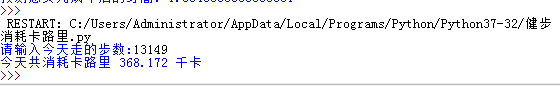 >>>
RESTART: C:/Users/Administrator/AppData/Local/Programs/Python/Python37-32/健步
消耗卡路里.py
请输入今天走的步数:13149
今天共消耗卡路里 368.172 千卡
>>>